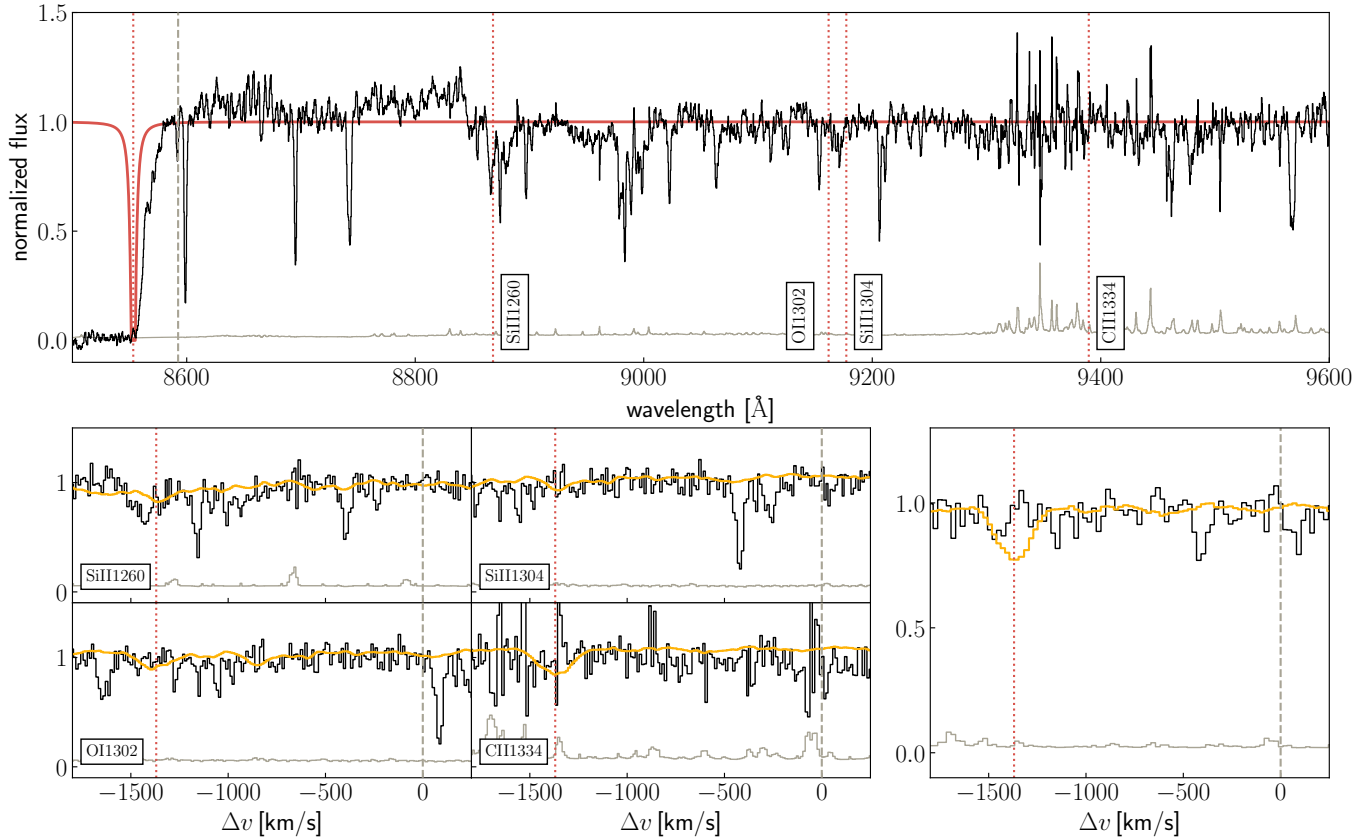 1.5
1.0
0.5
0.0
normalized flux
SiII1260
OI1302
SiII1304
CII1334
8600 8800 9000 9200 9400 9600
wavelength [Å]
1
0
SiII1260
SiII1304
1
0
OI1302
CII1334
−1500 −1000 −500 0
Δv [km/s]
−1500 −1000 −500 0
Δv [km/s]
1.0
0.5
0.0
−1500 −1000 −500 0
Δv [km/s]